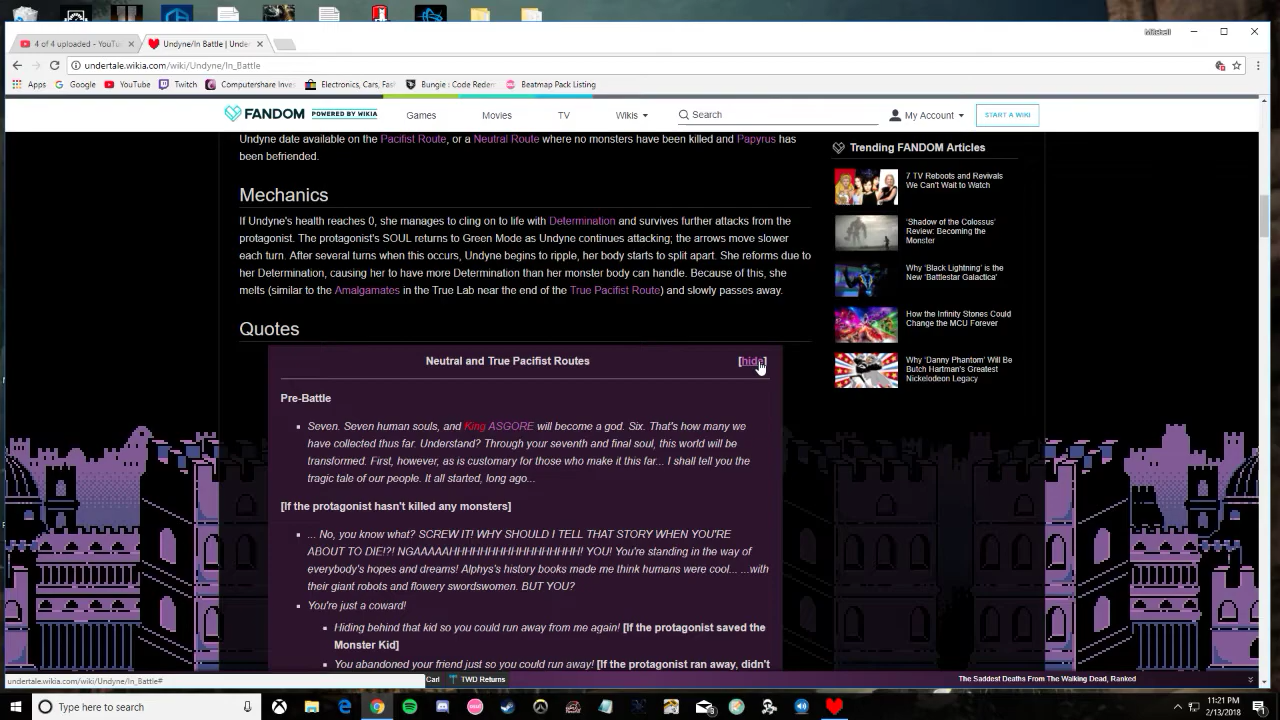 Mitchell
4 of 4 uploaded - YouTu
Undyne/In Battle | Unde
undertale.wikia.com/wiki/Undyne/In_Battle
Apps Google YouTube Twitch Computershare Invest Electronics, Cars, Fas Bungie : Code Redem Beatmap Pack Listing
FANDOM POWERED BY WIKIA Games Movies TV Wikis Search My Account START A WIKI
Undyne date available on the Pacifist Route, or a Neutral Route where no monsters have been killed and Papyrus has
been befriended.
Mechanics
If Undyne's health reaches 0, she manages to cling on to life with Determination and survives further attacks from the
protagonist. The protagonist's SOUL returns to Green Mode as Undyne continues attacking; the arrows move slower
each turn. After several turns when this occurs, Undyne begins to ripple, her body starts to split apart. She reforms due to
her Determination, causing her to have more Determination than her monster body can handle. Because of this, she
melts (similar to the Amalgamates in the True Lab near the end of the True Pacifist Route) and slowly passes away.
Quotes
Neutral and True Pacifist Routes [hide]
Pre-Battle
Seven. Seven human souls, and King ASGORE will become a god. Six. That's how many we
have collected thus far. Understand? Through your seventh and final soul, this world will be
transformed. First, however, as is customary for those who make it this far... I shall tell you the
tragic tale of our people. It all started, long ago...
[If the protagonist hasn't killed any monsters]
... No, you know what? SCREW IT! WHY SHOULD I TELL THAT STORY WHEN YOU'RE
ABOUT TO DIE!?! NGAAAAHHHHHHHHHHHHHHHHH! YOU! You're standing in the way of
everybody's hopes and dreams! Alphys's history books made me think humans were cool... ...with
their giant robots and flowery swordswomen. BUT YOU?
You're just a coward!
Hiding behind that kid so you could run away from me again! [If the protagonist saved the
Monster Kid]
You abandoned your friend just so you could run away! [If the protagonist ran away, didn't
Trending FANDOM Articles
7 TV Reboots and Revivals
We Can't Wait to Watch
'Shadow of the Colossus'
Review: Becoming the
Monster
Why 'Black Lightning' is the
New 'Battlestar Galactica'
How the Infinity Stones Could
Change the MCU Forever
Why 'Danny Phantom' Will Be
Butch Hartman's Greatest
Nickelodeon Legacy
undertale.wikia.com/wiki/Undyne/In_Battle#
Carl TWD Returns The Saddest Deaths From The Walking Dead, Ranked
Type here to search
11:21 PM
2/13/2018